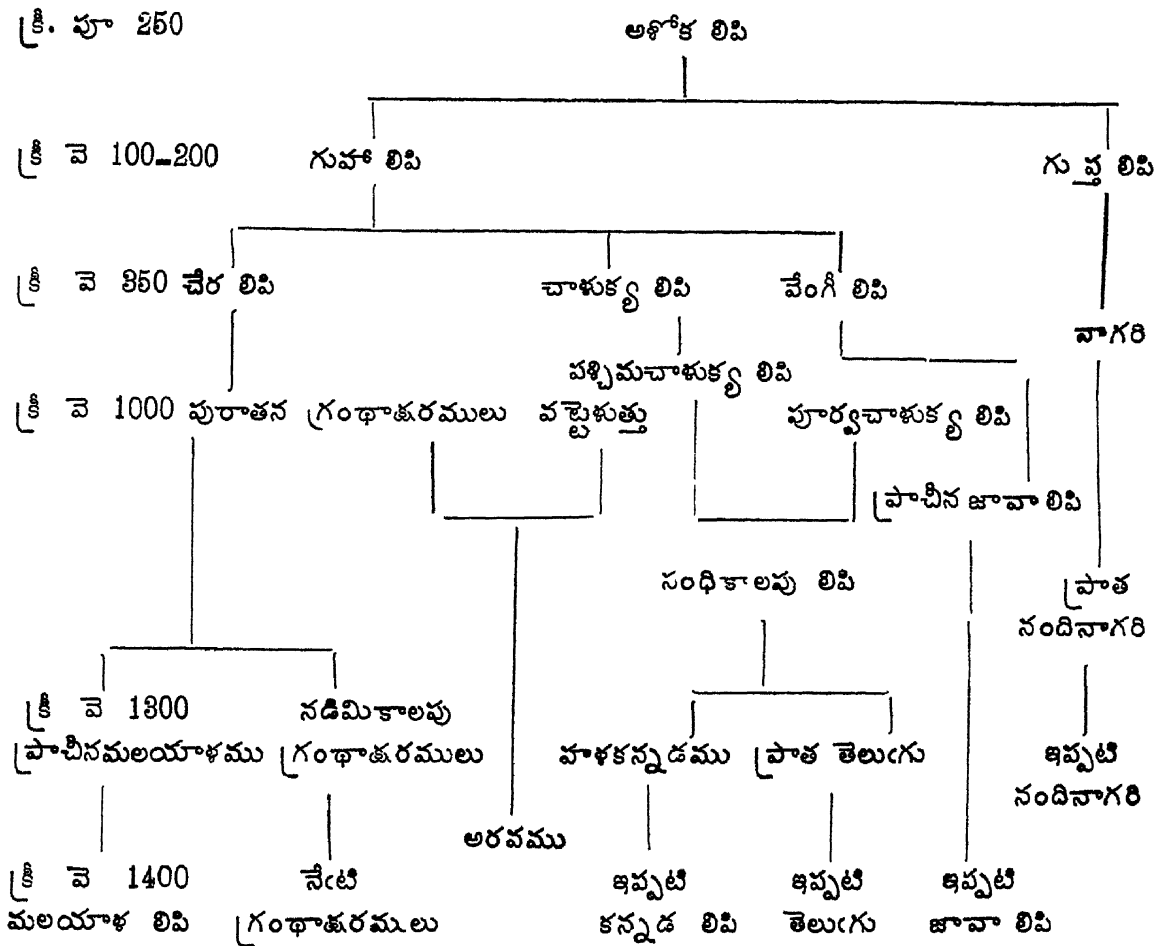 క్రి. పూ 250 అశోక లిపి
క్రీ వె 100-200 గుహా లిపి గుప్త లిపి
క్రీ వె 350 చేర లిపి చాళుక్య లిపి వేంగీ లిపి
నాగరి
పశ్చిమచాళుక్య లిపి
క్రీ వె 1000 పురాతన గ్రంథాక్షరములు వట్టెళుత్తు పూర్వచాళుక్య లిపి
ప్రాచీన జావా లిపి
సంధికాలపు లిపి ప్రాత
నందినాగరి
క్రీ వె 1300 నడిమికాలపు
ప్రాచీనమలయాళము గ్రంథాక్షరములు హళకన్నడము ప్రాత తెలుఁగు ఇప్పటి
నందినాగరి
అరవము
క్రీ వె 1400 నేఁటి ఇప్పటి ఇప్పటి ఇప్పటి
మలయాళ లిపి గ్రంథాక్షరములు కన్నడ లిపి తెలుఁగు జావా లిపి